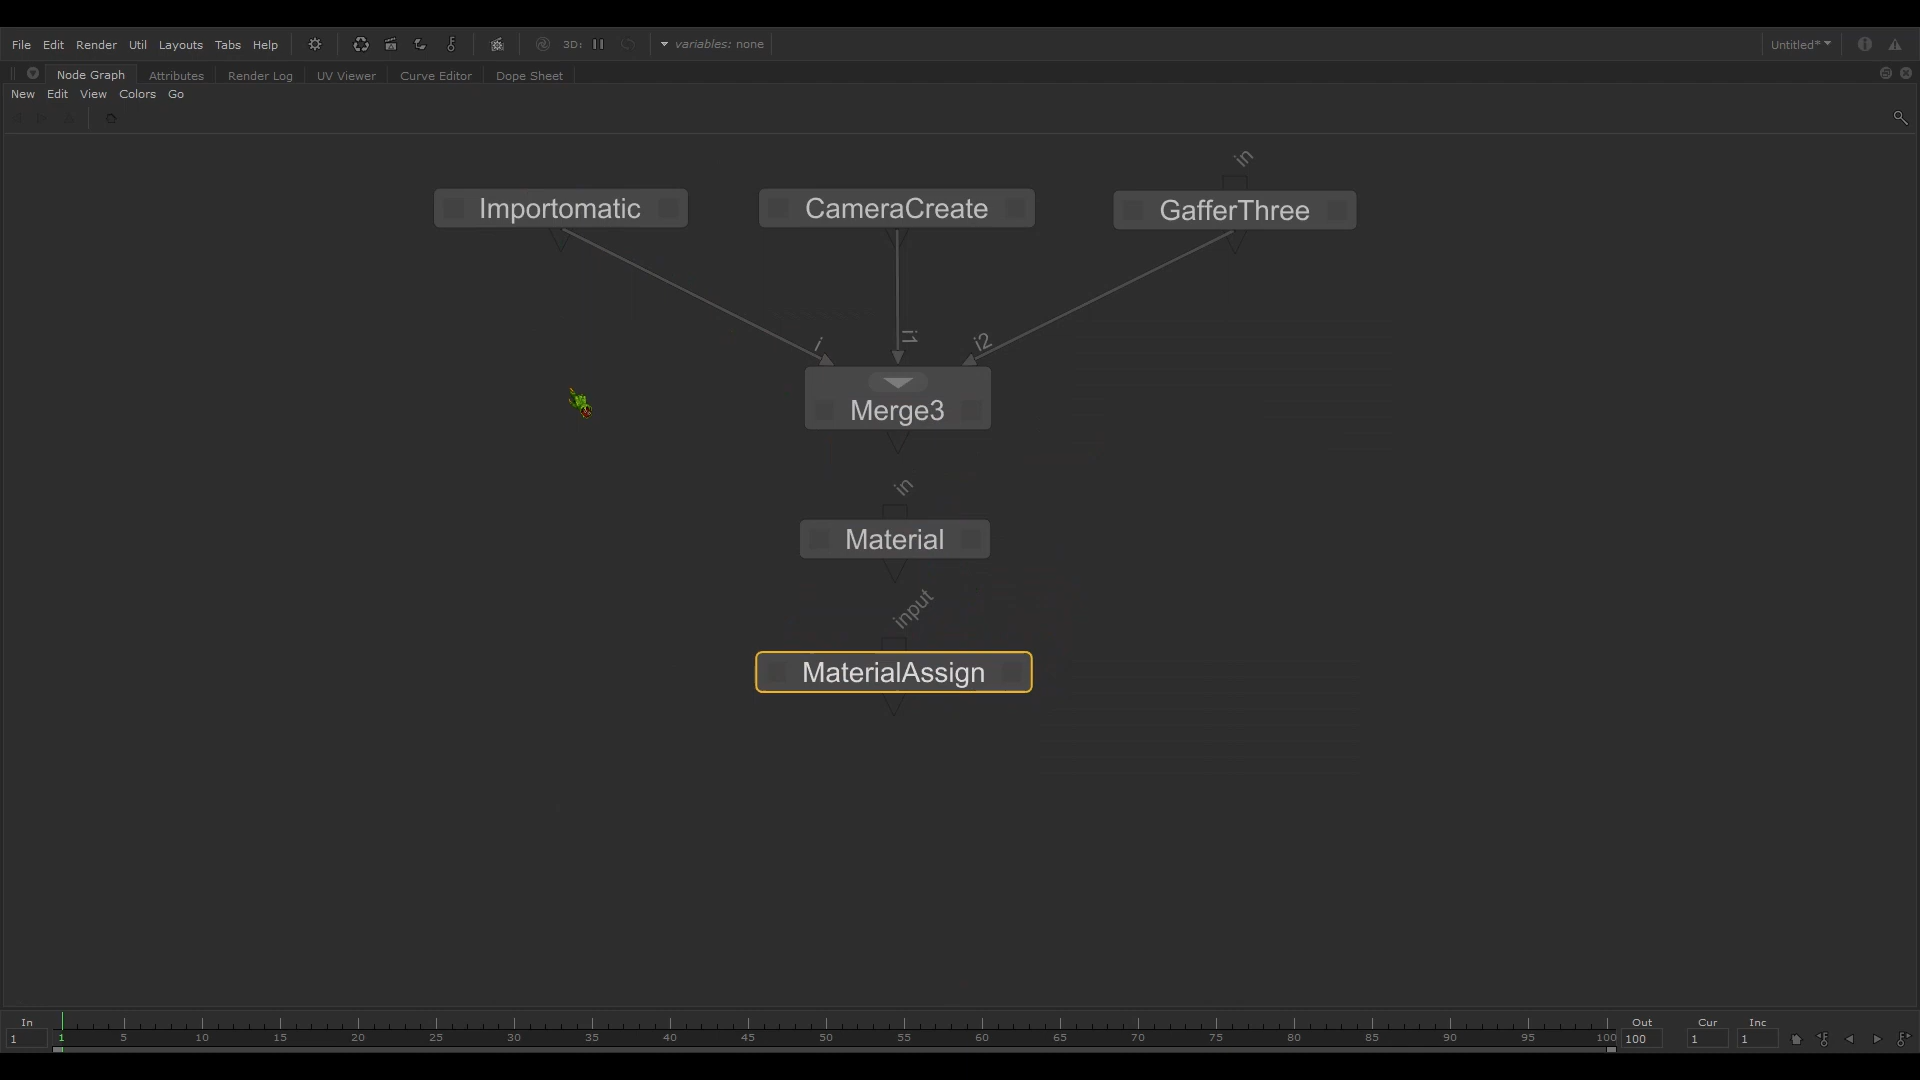 File Edit Render Util Layouts Tabs Help 3D: variables: none Untitled*
Node Graph Attributes Render Log UV Viewer Curve Editor Dope Sheet
New Edit View Colors Go
in
Importomatic CameraCreate GafferThree
i i1 i2
Merge3
in
Material
input
MaterialAssign
In Out Cur Inc
1 1 5 10 15 20 25 30 35 40 45 50 55 60 65 70 75 80 85 90 95 100 100 1 1